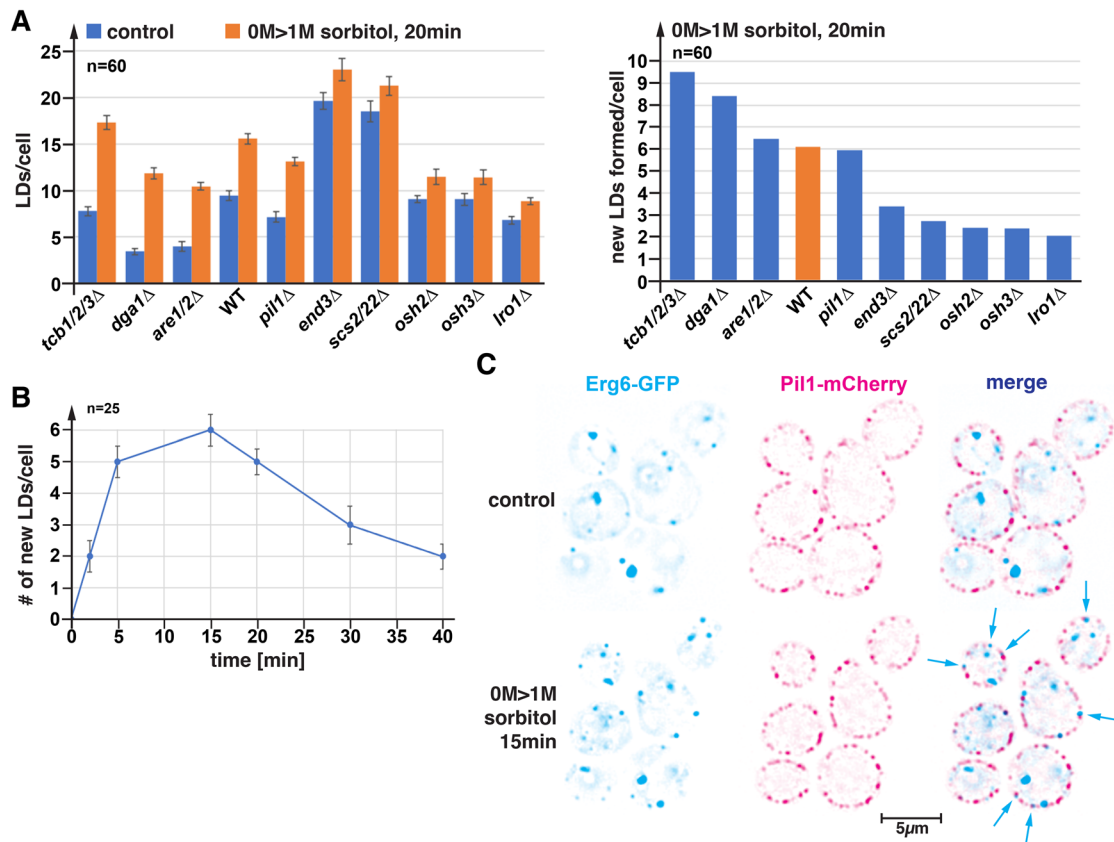 A
control
0M>1M sorbitol, 20min
n=60
LDs/cell
25
20
15
10
5
0
tcb1/2/3Δ
dga1Δ
are1/2Δ
WT
pil1Δ
end3Δ
scs2/22Δ
osh2Δ
osh3Δ
lro1Δ
0M>1M sorbitol, 20min
n=60
new LDs formed/cell
10
9
8
7
6
5
4
3
2
1
0
tcb1/2/3Δ
dga1Δ
are1/2Δ
WT
pil1Δ
end3Δ
scs2/22Δ
osh2Δ
osh3Δ
lro1Δ
B
n=25
# of new LDs/cell
6
5
4
3
2
1
0
0
5
10
15
20
25
30
35
40
time [min]
C
Erg6-GFP
Pil1-mCherry
merge
control
0M>1M
sorbitol
15min
5µm